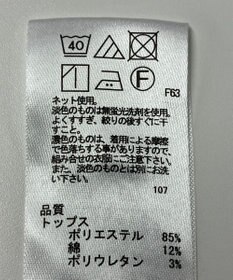 40
F
F63
ネット使用。
淡色のものは無蛍光洗剤を使用。
よくすすぎ、絞りの後すぐに干
すこと。
濃色のものは、着用による摩擦
で色落ちする事がありますので、
組み合せの衣服にご注意下さい。
また、淡色のものとは別にお洗
い下さい。
107
品質
トップス
ポリエステル 85%
綿 12%
ポリウレタン 3%